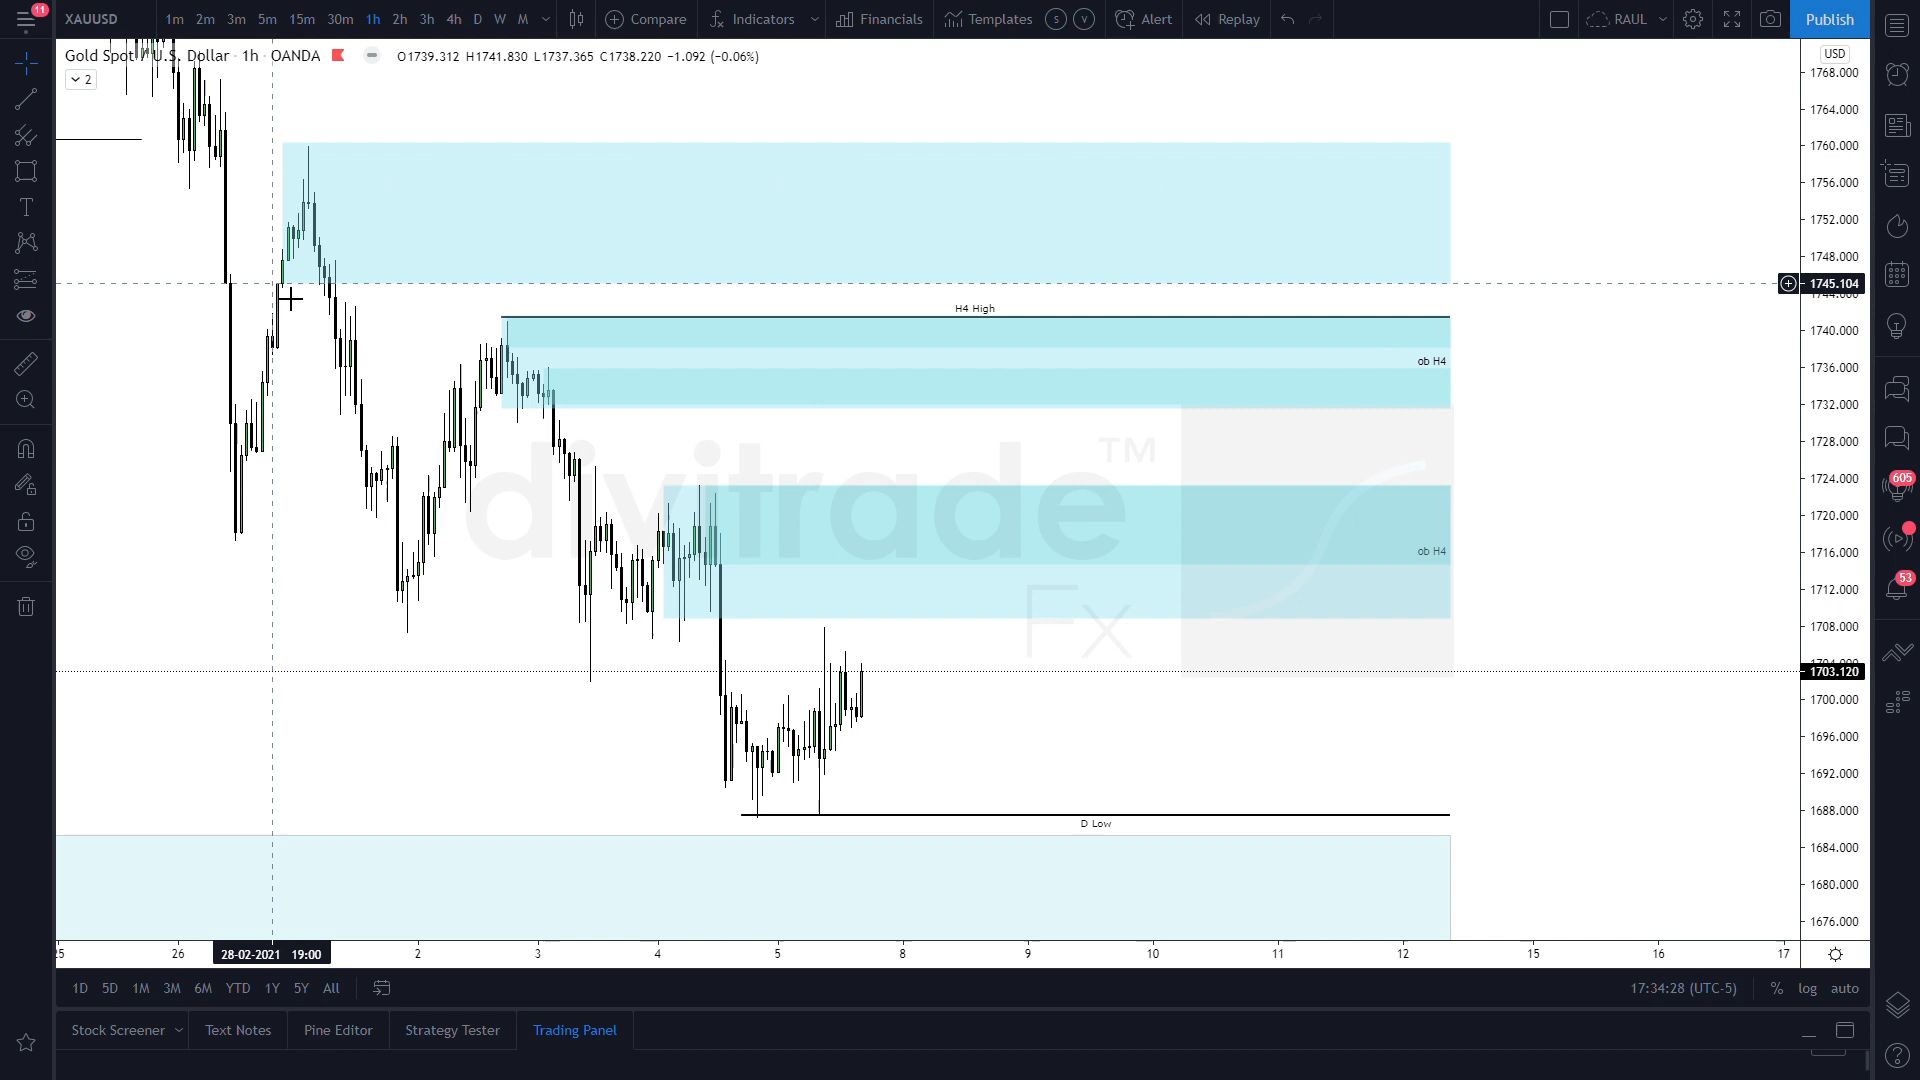 11
XAUUSD 1m 2m 3m 5m 15m 30m 1h 2h 3h 4h D W M Compare Indicators Financials Templates S V Alert Replay RAUL Publish
Gold Spot / U.S. Dollar · 1h · OANDA O1739.312 H1741.830 L1737.365 C1738.220 −1.092 (−0.06%)
2
USD
1768.000
1764.000
1760.000
1756.000
1752.000
1748.000
1745.104
1744.000
H4 High
1740.000
ob H4
1736.000
1732.000
1728.000
divitrade™
Fx
1724.000
1720.000
ob H4
1716.000
1712.000
1708.000
1704.000
1703.120
1700.000
1696.000
1692.000
1688.000
D Low
1684.000
1680.000
1676.000
605
53
25 26 28-02-2021 19:00 2 3 4 5 8 9 10 11 12 15 16 17
1D 5D 1M 3M 6M YTD 1Y 5Y All 17:34:28 (UTC-5) % log auto
Stock Screener Text Notes Pine Editor Strategy Tester Trading Panel